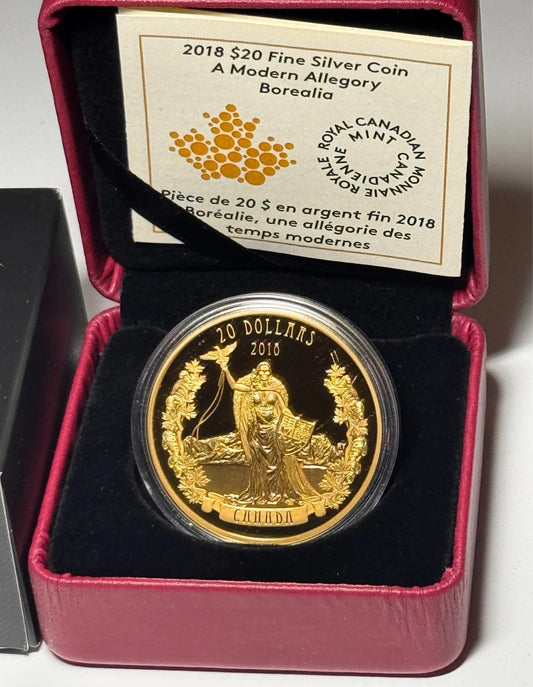 2018 $20 Fine Silver Coin
A Modern Allegory
Borealia
ROYAL CANADIAN MINT
MONNAIE ROYALE CANADIENNE
Pièce de 20 $ en argent fin 2018
Boréalie, une allégorie des
temps modernes
20 DOLLARS
2018
CANADA